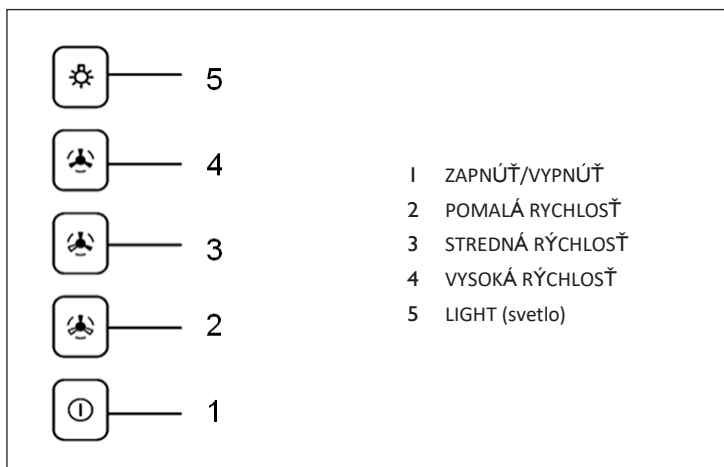 5
4
3
2
1
1 ZAPNÚŤ/VYPNÚŤ
2 POMALÁ RYCHLOSŤ
3 STREDNÁ RÝCHLOSŤ
4 VYSOKÁ RÝCHLOSŤ
5 LIGHT (svetlo)